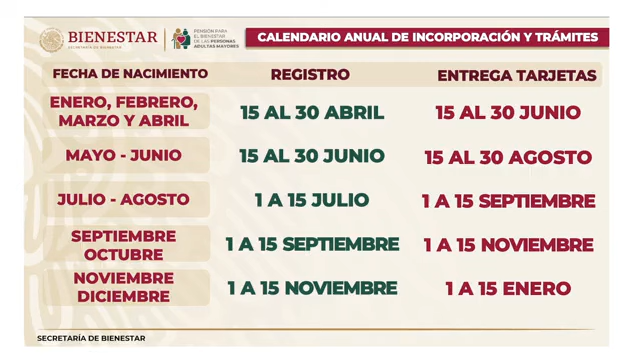 BIENESTAR
SECRETARÍA DE BIENESTAR
PENSIÓN PARA
EL BIENESTAR
DE LAS PERSONAS
ADULTAS MAYORES
CALENDARIO ANUAL DE INCORPORACIÓN Y TRÁMITES
FECHA DE NACIMIENTO REGISTRO ENTREGA TARJETAS
ENERO, FEBRERO,
MARZO Y ABRIL
15 AL 30 ABRIL 15 AL 30 JUNIO
MAYO - JUNIO 15 AL 30 JUNIO 15 AL 30 AGOSTO
JULIO - AGOSTO 1 A 15 JULIO 1 A 15 SEPTIEMBRE
SEPTIEMBRE
OCTUBRE
1 A 15 SEPTIEMBRE 1 A 15 NOVIEMBRE
NOVIEMBRE
DICIEMBRE
1 A 15 NOVIEMBRE 1 A 15 ENERO
SECRETARÍA DE BIENESTAR